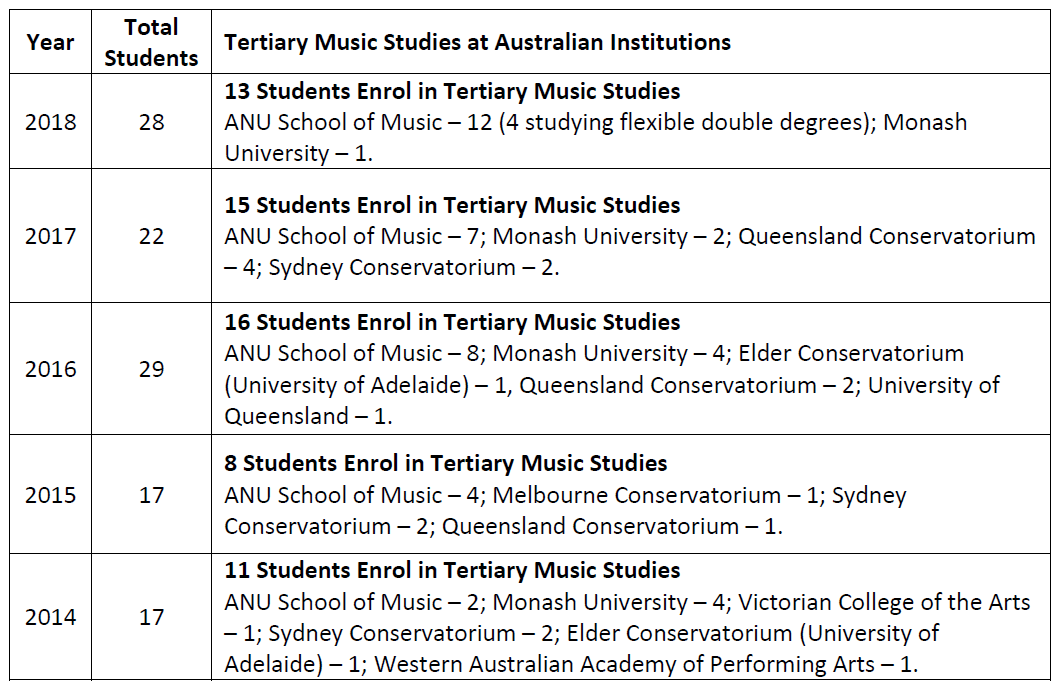 Year
Total Students
Tertiary Music Studies at Australian Institutions
2018
28
13 Students Enrol in Tertiary Music Studies
ANU School of Music – 12 (4 studying flexible double degrees); Monash
University – 1.
2017
22
15 Students Enrol in Tertiary Music Studies
ANU School of Music – 7; Monash University – 2; Queensland Conservatorium
– 4; Sydney Conservatorium – 2.
2016
29
16 Students Enrol in Tertiary Music Studies
ANU School of Music – 8; Monash University – 4; Elder Conservatorium
(University of Adelaide) – 1, Queensland Conservatorium – 2; University of
Queensland – 1.
2015
17
8 Students Enrol in Tertiary Music Studies
ANU School of Music – 4; Melbourne Conservatorium – 1; Sydney
Conservatorium – 2; Queensland Conservatorium – 1.
2014
17
11 Students Enrol in Tertiary Music Studies
ANU School of Music – 2; Monash University – 4; Victorian College of the Arts
– 1; Sydney Conservatorium – 2; Elder Conservatorium (University of
Adelaide) – 1; Western Australian Academy of Performing Arts – 1.